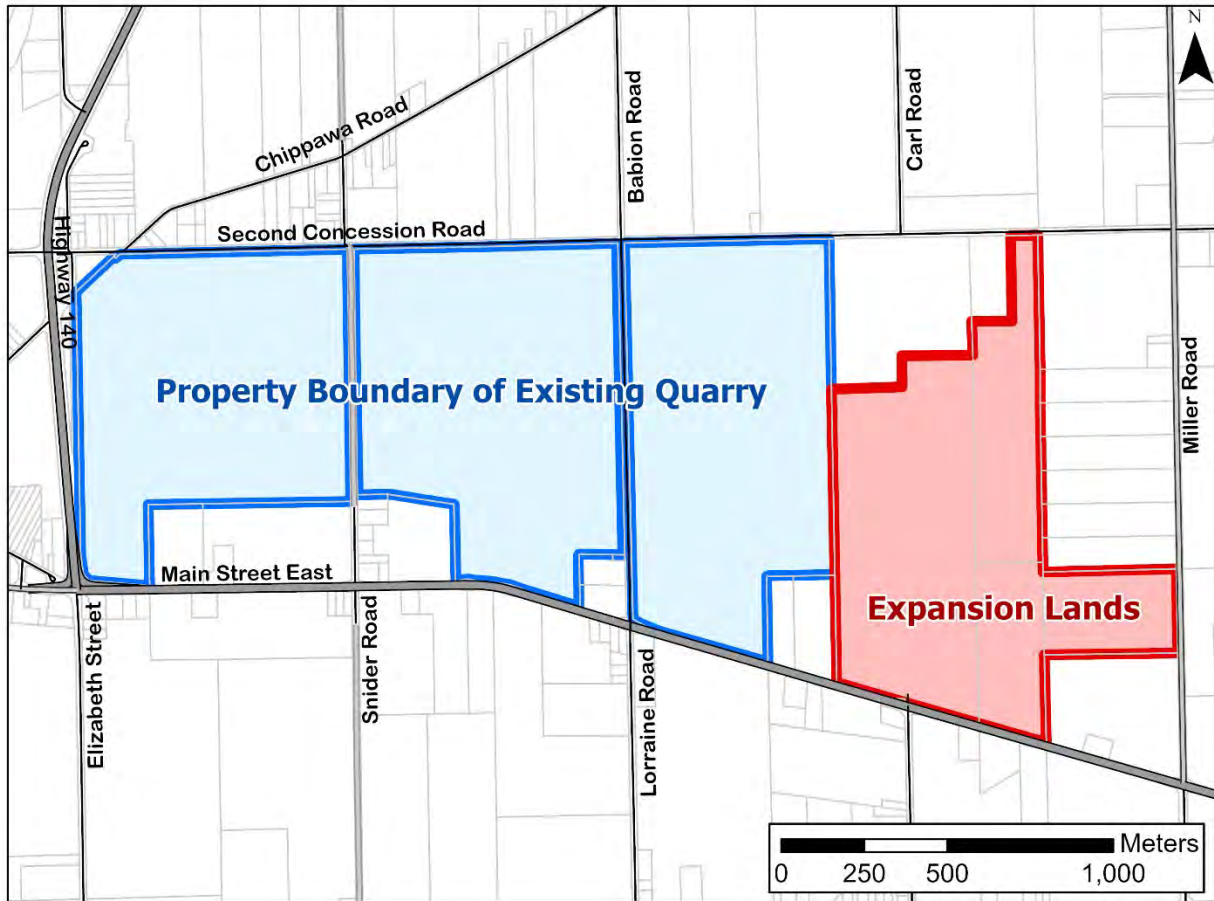 N
Chippawa Road
Babion Road
Carl Road
Second Concession Road
Highway 140
Property Boundary of Existing Quarry
Miller Road
Main Street East
Expansion Lands
Elizabeth Street
Snider Road
Lorraine Road
Meters
0 250 500 1,000